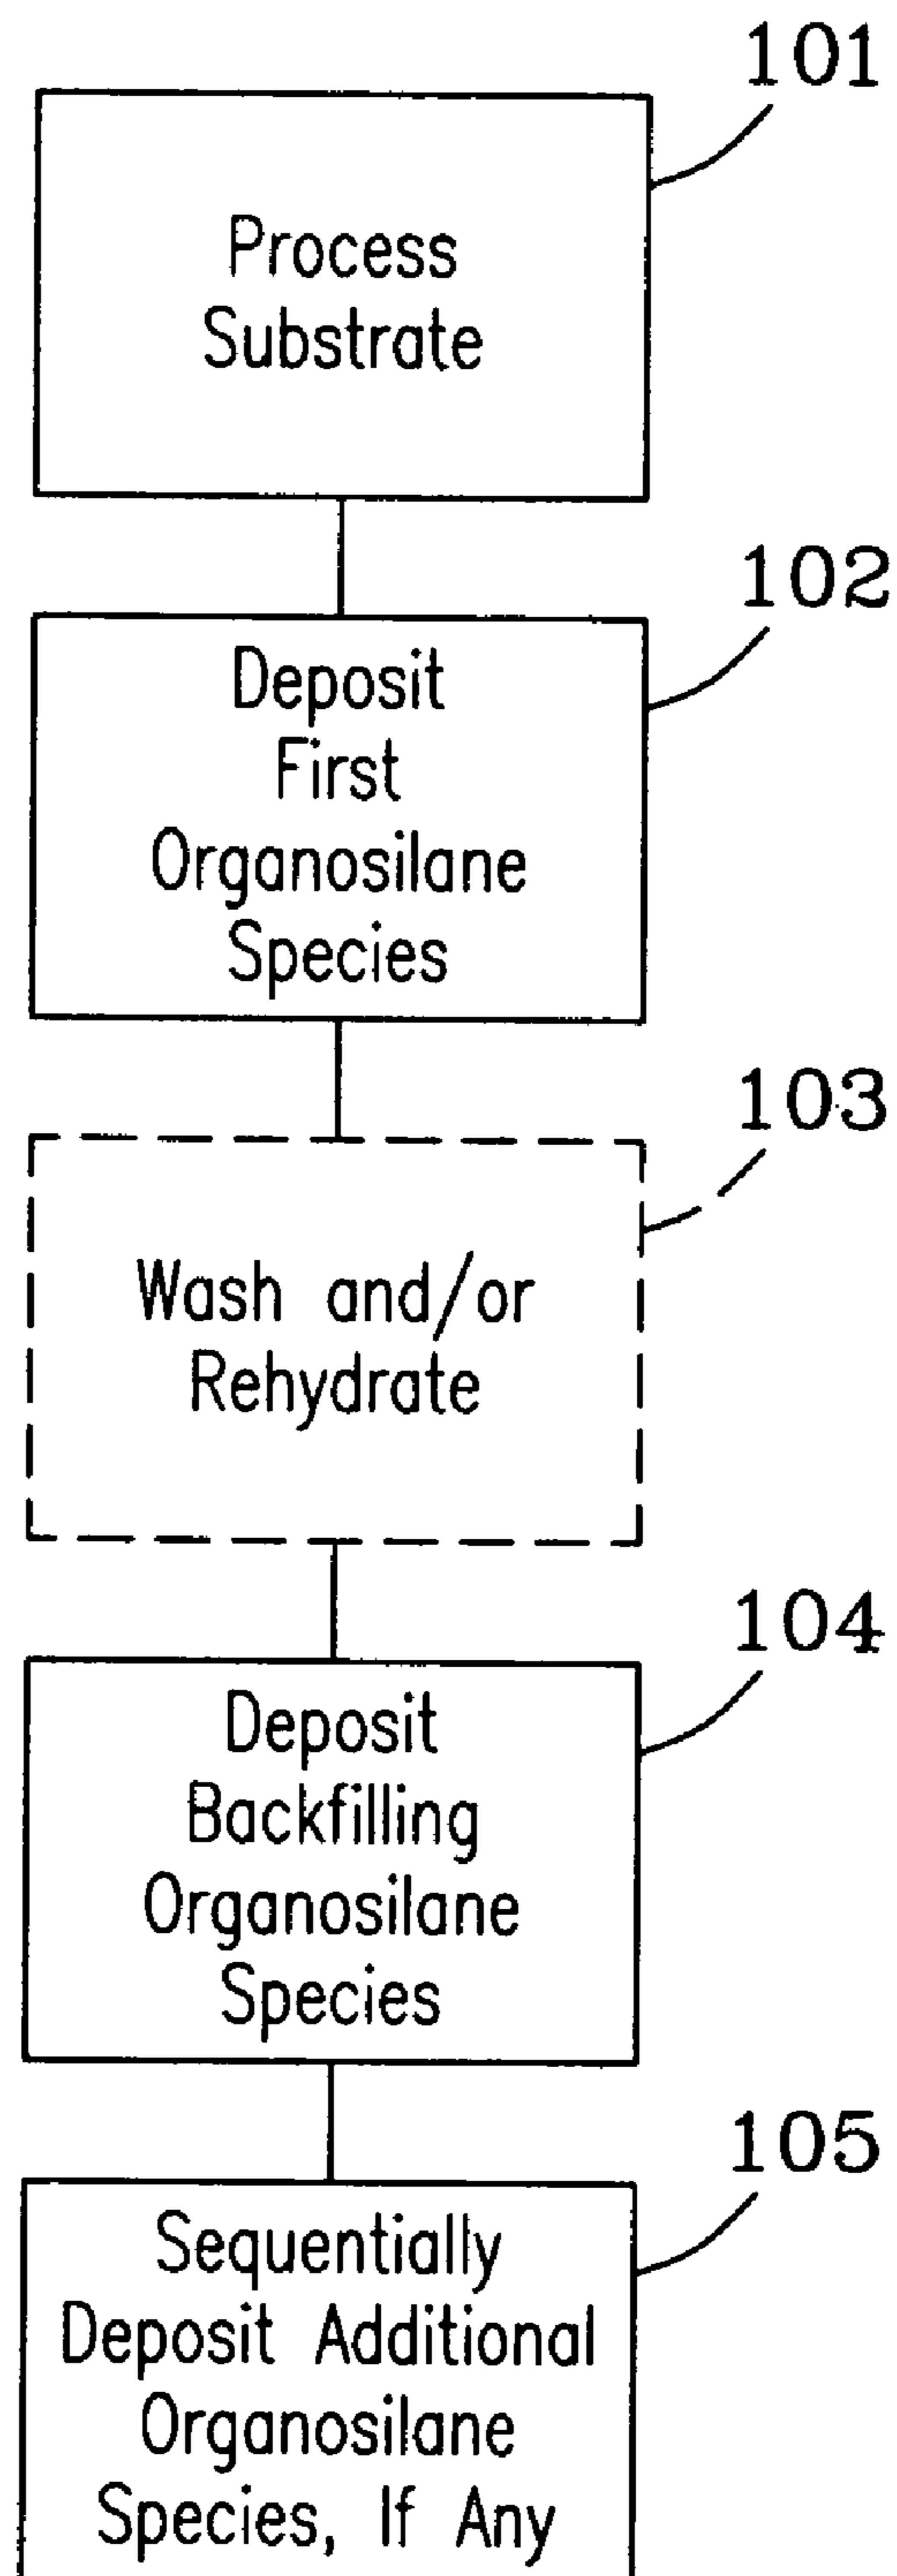 101
Process
Substrate
102
Deposit
First
Organosilane
Species
103
Wash and/or
Rehydrate
104
Deposit
Backfilling
Organosilane
Species
105
Sequentially
Deposit Additional
Organosilane
Species, If Any